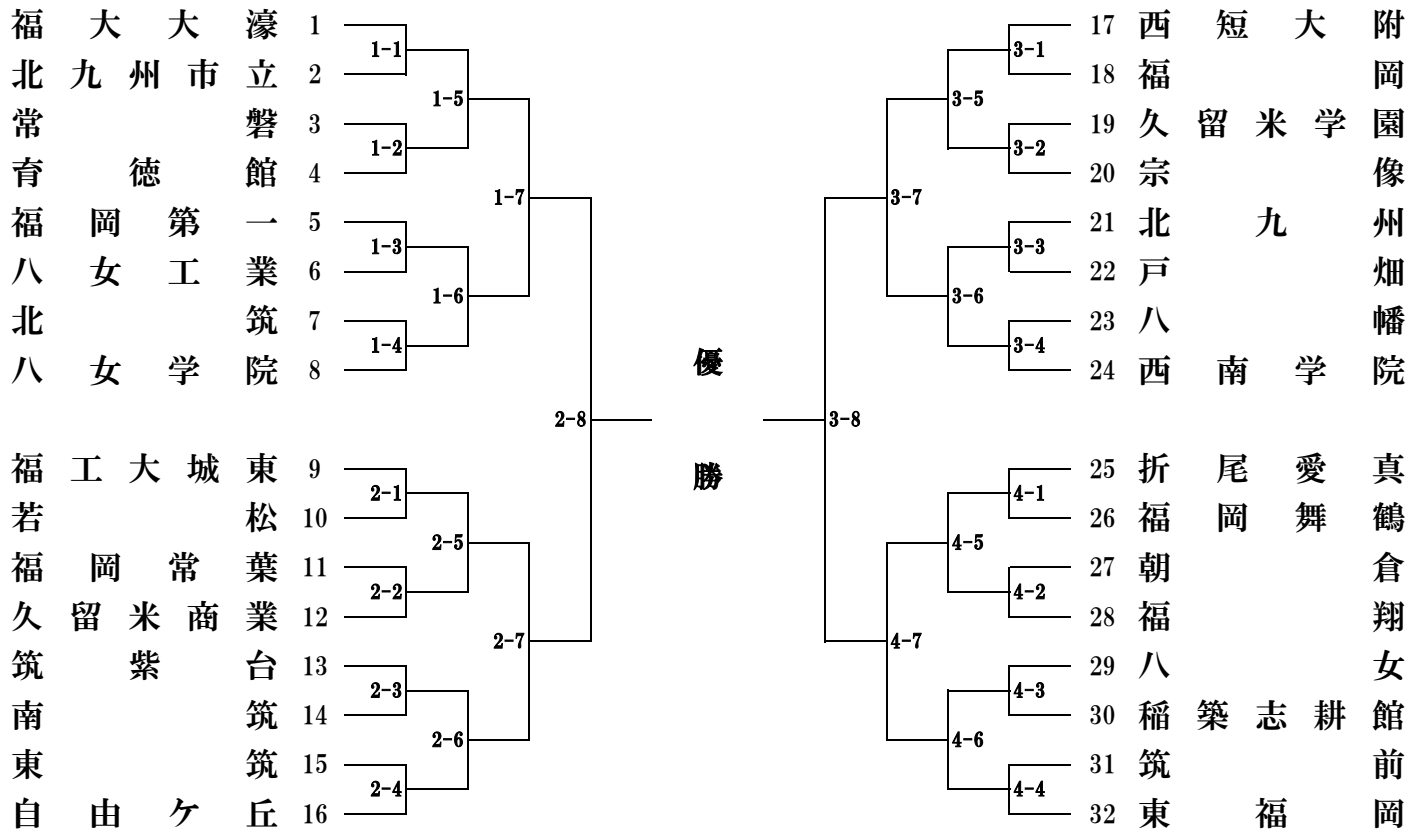 福大大濠 1
1-1
北九州市立 2
1-5
常磐 3
1-2
育徳館 4
1-7
福岡第一 5
1-3
八女工業 6
1-6
北筑 7
1-4
八女学院 8
2-8
福工大城東 9
2-1
若松 10
2-5
福岡常葉 11
2-2
久留米商業 12
2-7
筑紫台 13
2-3
南筑 14
2-6
東筑 15
2-4
自由ケ丘 16
優勝
17 西短大附
3-1
18 福岡
3-5
19 久留米学園
3-2
20 宗像
3-7
21 北九州
3-3
22 戸畑
3-6
23 八幡
3-4
24 西南学院
3-8
25 折尾愛真
4-1
26 福岡舞鶴
4-5
27 朝倉
4-2
28 福翔
4-7
29 八女
4-3
30 稲築志耕館
4-6
31 筑前
4-4
32 東福岡